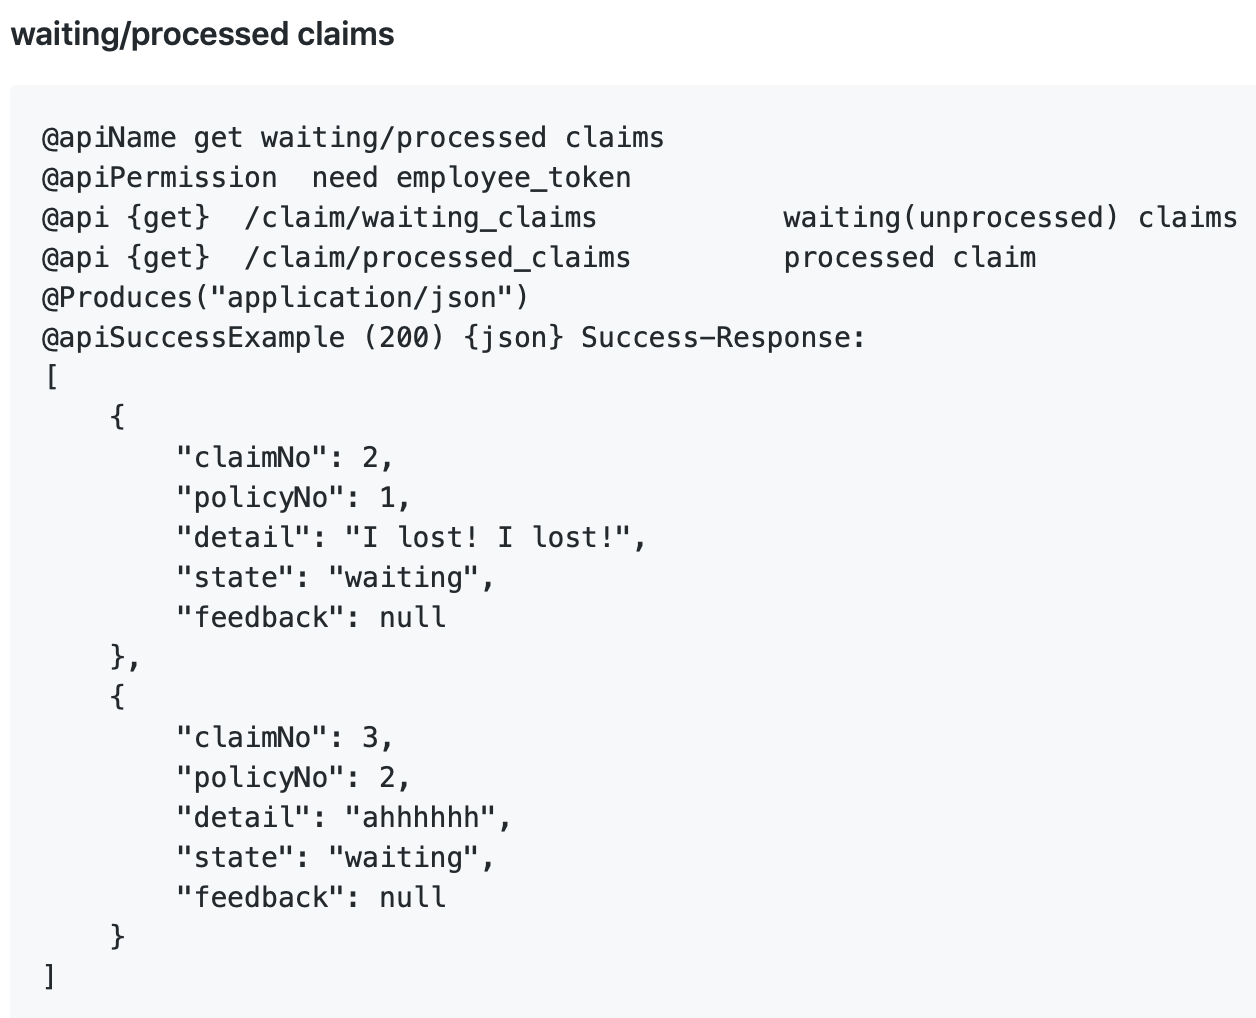 waiting/processed claims
@apiName get waiting/processed claims
@apiPermission  need employee_token
@api {get}  /claim/waiting_claims           waiting(unprocessed) claims
@api {get}  /claim/processed_claims         processed claim
@Produces("application/json")
@apiSuccessExample (200) {json} Success-Response:
[
    {
        "claimNo": 2,
        "policyNo": 1,
        "detail": "I lost! I lost!",
        "state": "waiting",
        "feedback": null
    },
    {
        "claimNo": 3,
        "policyNo": 2,
        "detail": "ahhhhhh",
        "state": "waiting",
        "feedback": null
    }
]